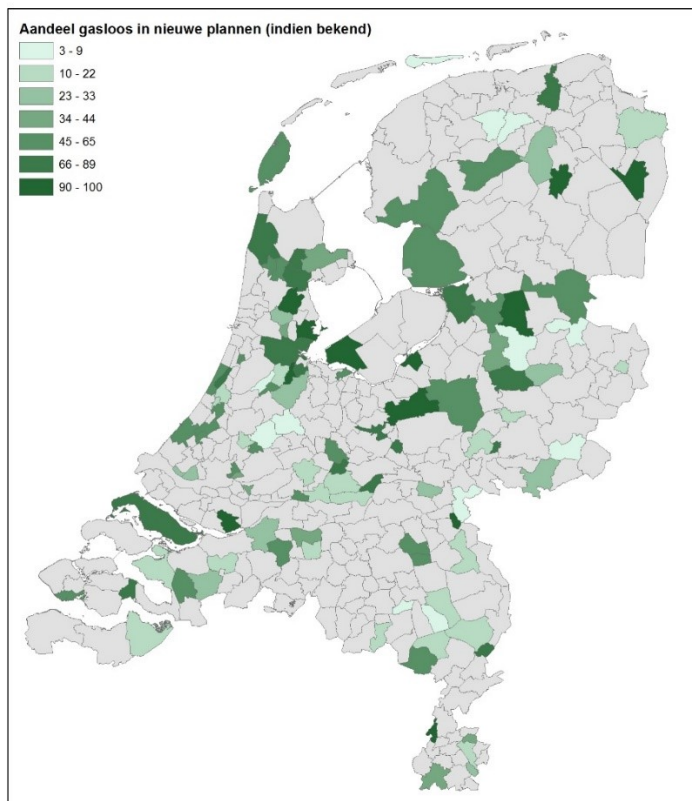 Aandeel gasloos in nieuwe plannen (indien bekend)
3 - 9
10 - 22
23 - 33
34 - 44
45 - 65
66 - 89
90 - 100